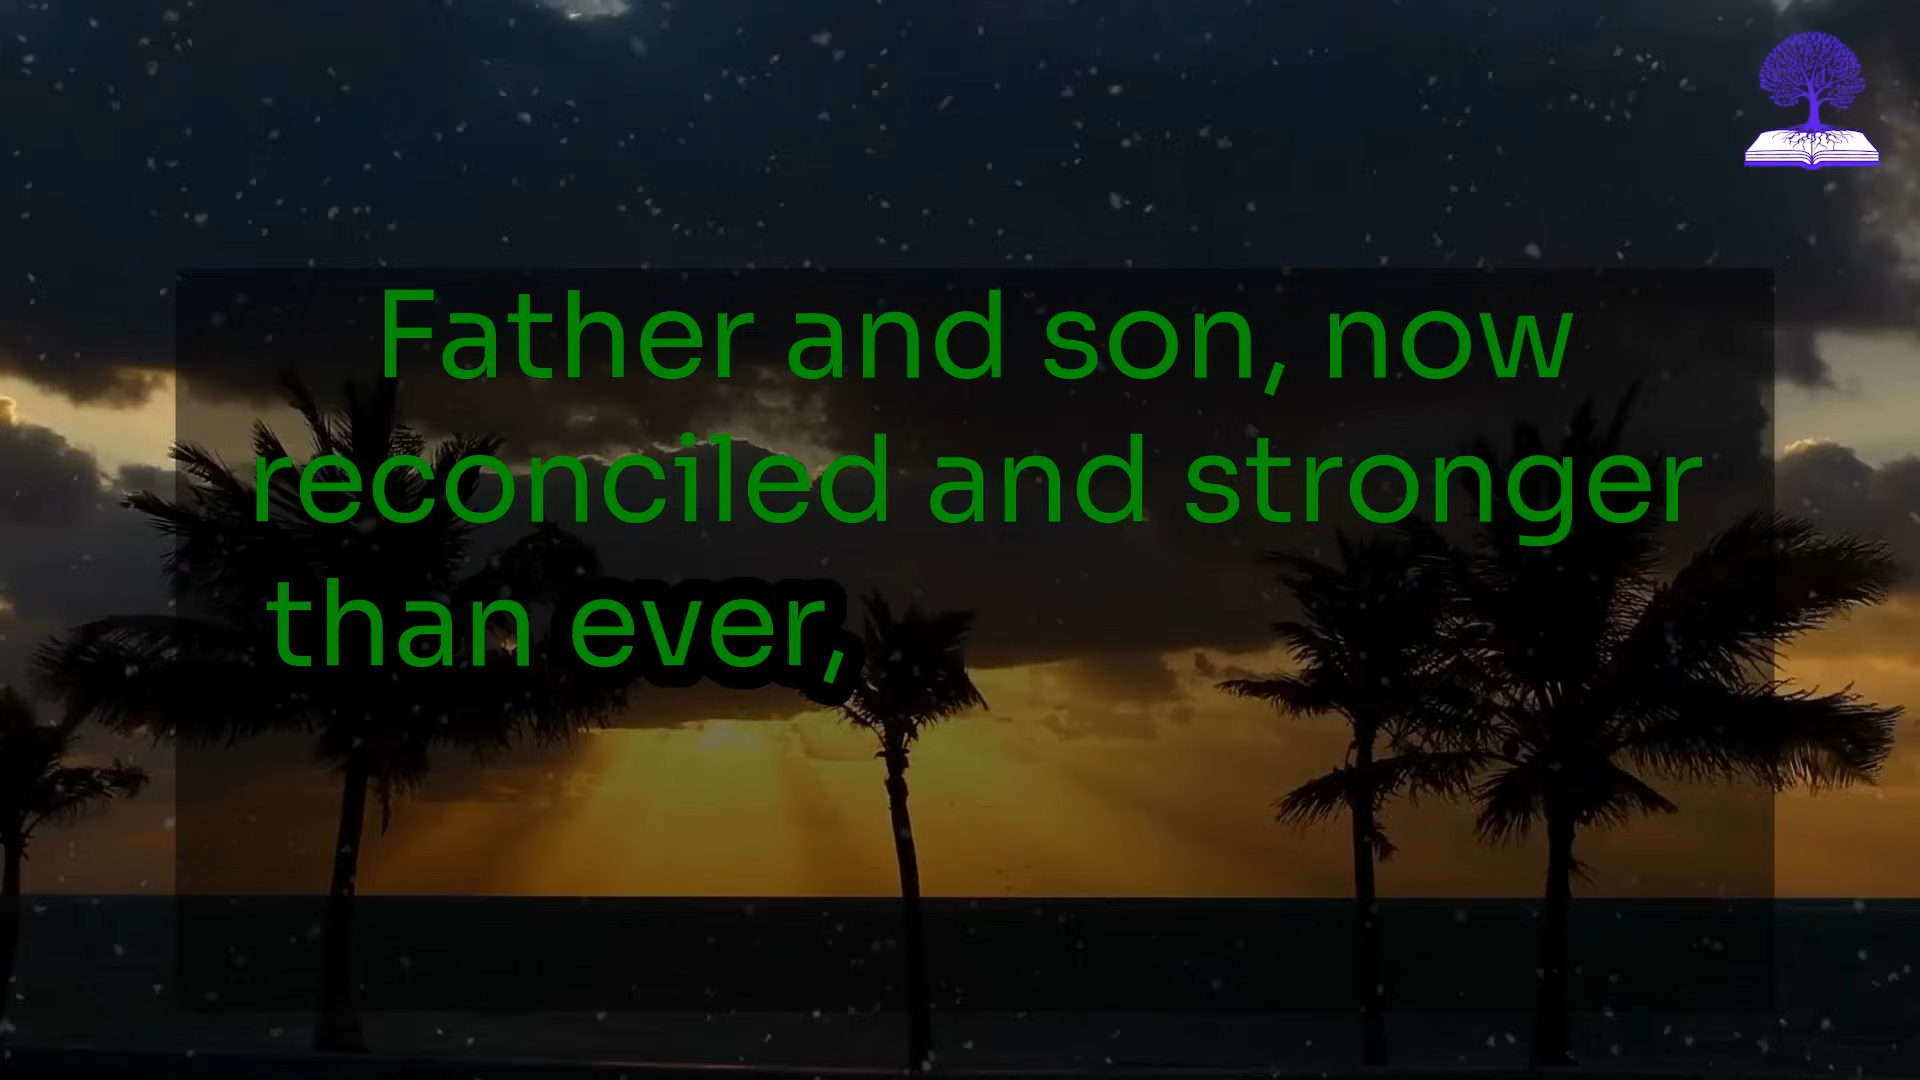 Father and son, now
reconciled and stronger
than ever,